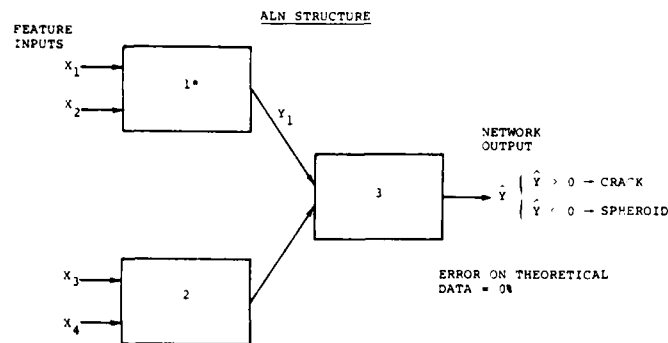 ALN STRUCTURE
FEATURE
INPUTS
X1
X2
1*
Y1
NETWORK
OUTPUT
3
Ŷ { Ŷ > 0 → CRACK
Ŷ < 0 → SPHEROID
X3
X4
2
ERROR ON THEORETICAL
DATA = 0%